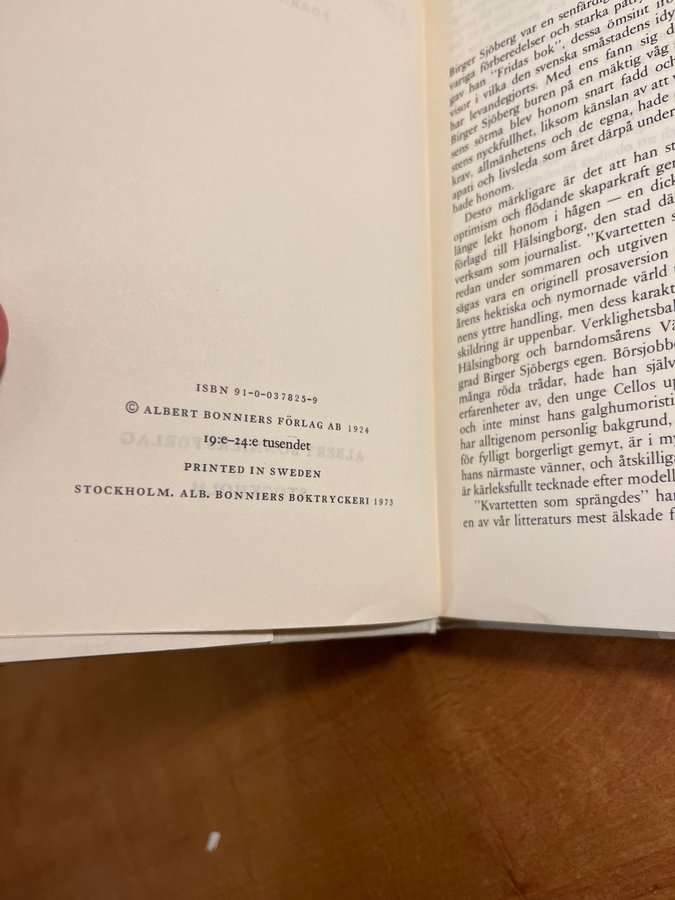 ISBN 91-0-037825-9
© ALBERT BONNIERS FÖRLAG AB 1924
19:e–24:e tusendet
PRINTED IN SWEDEN
STOCKHOLM. ALB. BONNIERS BOKTRYCKERI 1973
Birger Sjöberg var en senfärdig
variga förberedelser och starka
gav han "Fridas bok", dessa ömsint
visor i vilka den svenska småstadens
har levandegjorts. Med ens fann sig
Birger Sjöberg buren på en mäktig våg
sens sötma blev honom snart fadd och
stens nyckfullhet, liksom känslan av att
krav, allmänhetens och de egna, hade
apati och livsleda som året därpå under
hade honom.
Desto märkligare är det att han
optimism och flödande skaparkraft
länge lekt honom i hågen — en
förlagd till Hälsingborg, den stad
verksam som journalist. "Kvartetten
redan under sommaren och utgiven
sägas vara en originell prosaversion
årens hektiska och nymornade värld
nens yttre handling, men dess
skildring är uppenbar.
Hälsingborg och barndomsårens
grad Birger Sjöbergs egen.
många röda trådar, hade han
erfarenheter av, den unge Cellos
och inte minst hans
har alltigenom personlig bakgrund,
för fylligt borgerligt gemyt, är i
hans närmaste vänner, och
är kärleksfullt tecknade efter
"Kvartetten som sprängdes"
en av vår litteraturs mest älskade